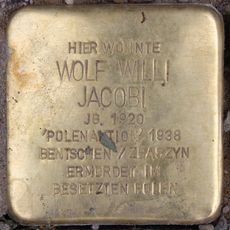 HIER WOHNTE
WOLF WILLI
JACOBI
JG. 1920
'POLENAKTION' 1938
BENTSCHEN / ZBASZYN
ERMORDET IM
BESETZTEN POLEN